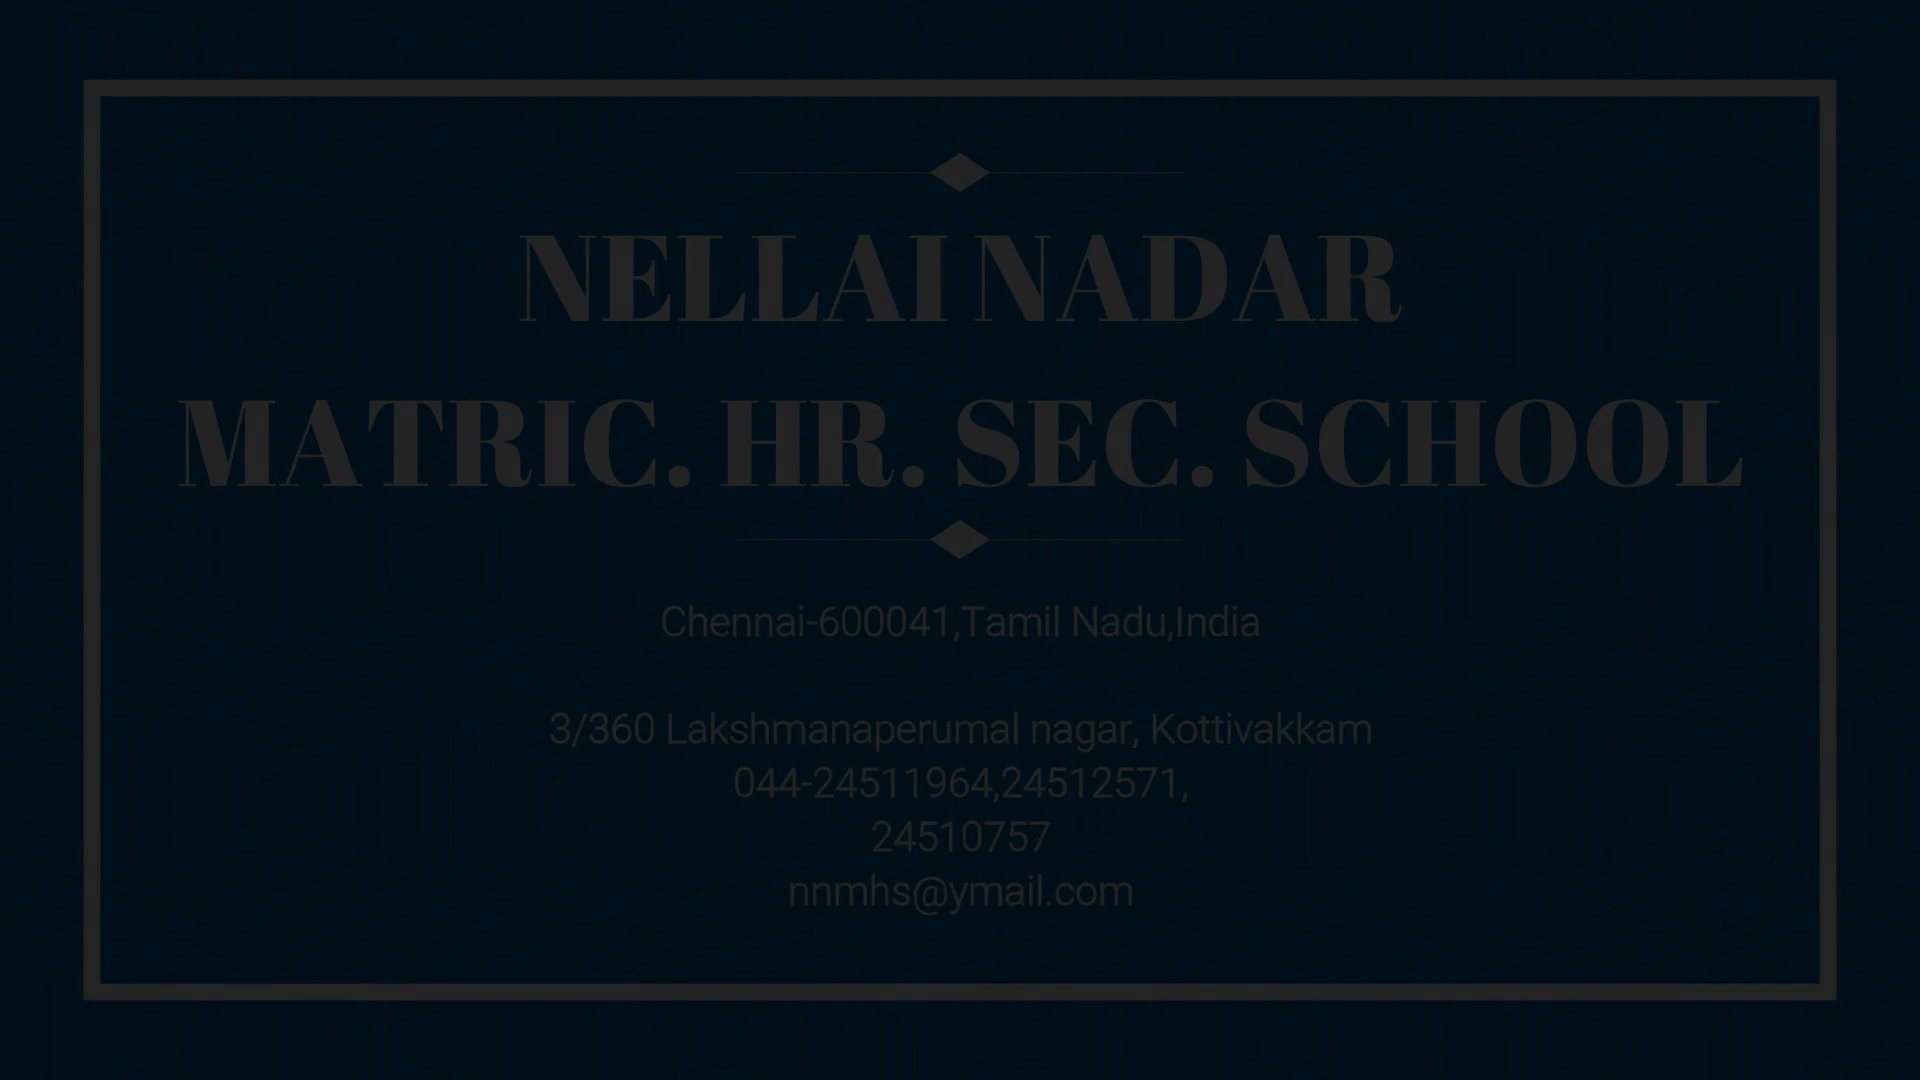 NELLAI NADAR
MATRIC. HR. SEC. SCHOOL
Chennai-600041,Tamil Nadu,India
3/360 Lakshmanaperumal nagar, Kottivakkam
044-24511964,24512571,
24510757
nnmhs@ymail.com